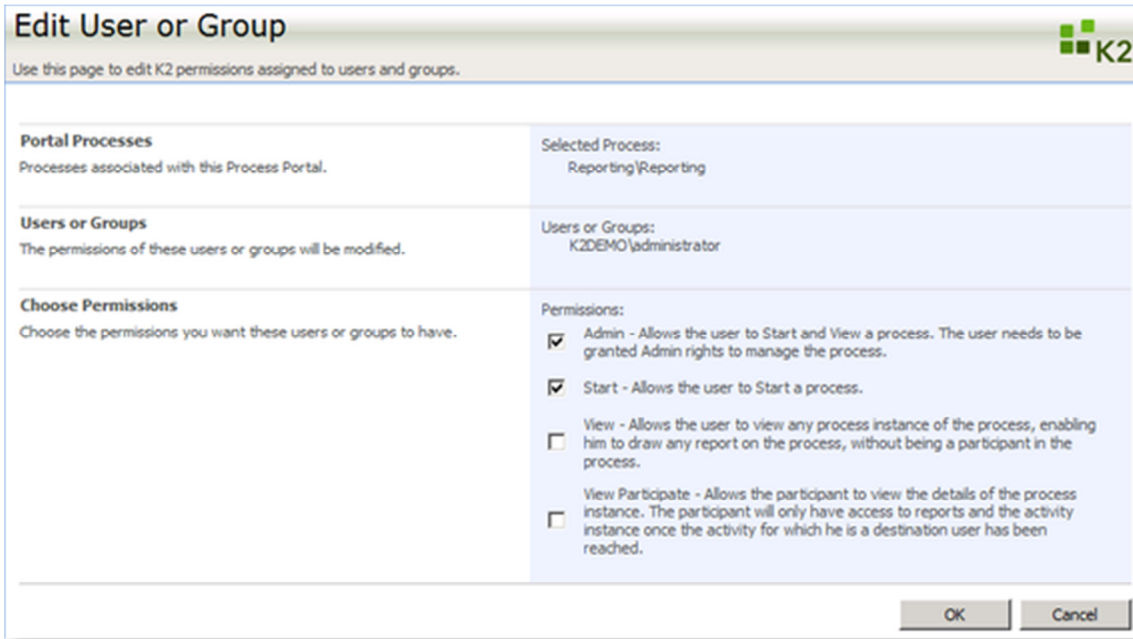 Edit User or Group
K2
Use this page to edit K2 permissions assigned to users and groups.
Portal Processes
Processes associated with this Process Portal.
Selected Process:
Reporting\Reporting
Users or Groups
The permissions of these users or groups will be modified.
Users or Groups:
K2DEMO\administrator
Choose Permissions
Choose the permissions you want these users or groups to have.
Permissions:
Admin - Allows the user to Start and View a process. The user needs to be
granted Admin rights to manage the process.
Start - Allows the user to Start a process.
View - Allows the user to view any process instance of the process, enabling
him to draw any report on the process, without being a participant in the
process.
View Participate - Allows the participant to view the details of the process
instance. The participant will only have access to reports and the activity
instance once the activity for which he is a destination user has been
reached.
OK
Cancel